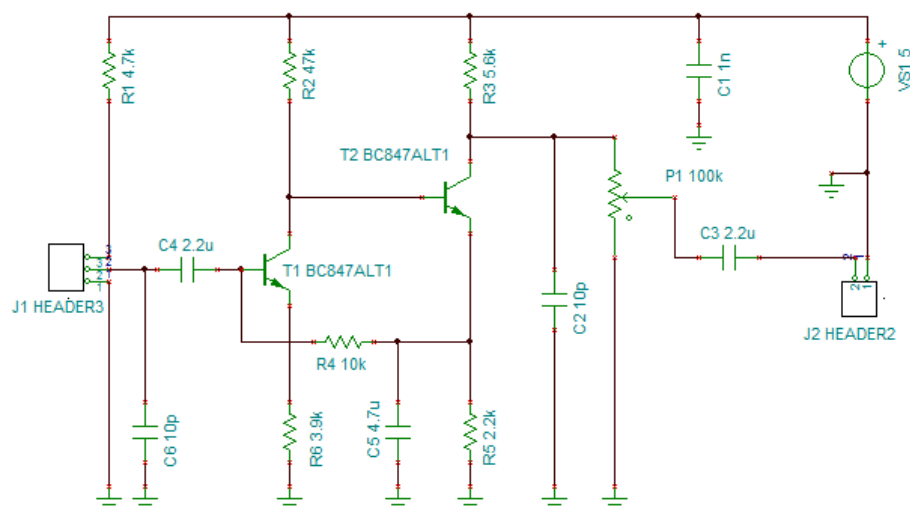 R1 4.7k
R2 47k
R3 5.6k
C1 1n
+
VS1 5
T2 BC847ALT1
P1 100k
C4 2.2u
T1 BC847ALT1
C3 2.2u
J1 HEADER3
C2 10p
2
1
J2 HEADER2
R4 10k
C6 10p
R6 3.9k
C5 4.7u
R5 2.2k